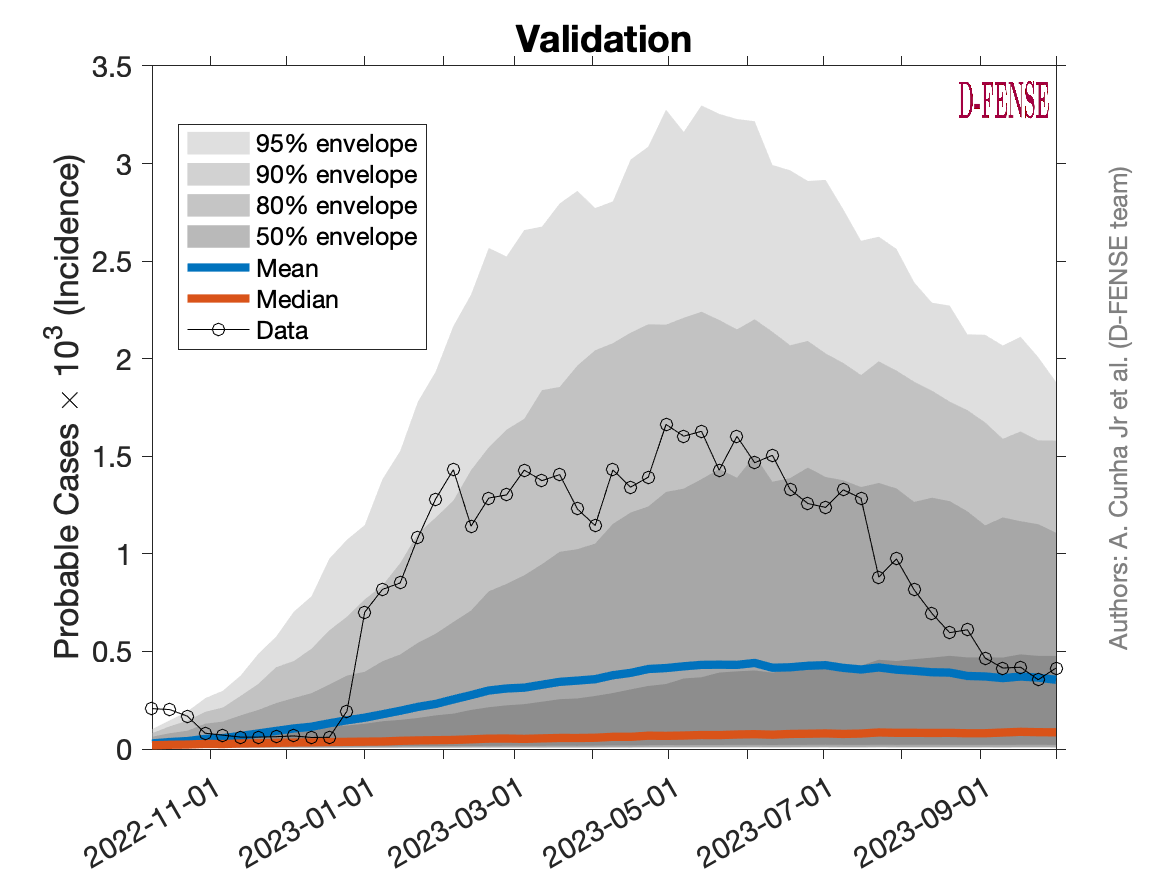 Validation
D-FENSE
3.5
3
2.5
2
1.5
1
0.5
0
Probable Cases × 10³ (Incidence)
95% envelope
90% envelope
80% envelope
50% envelope
Mean
Median
Data
2022-11-01
2023-01-01
2023-03-01
2023-05-01
2023-07-01
2023-09-01
Authors: A. Cunha Jr et al. (D-FENSE team)